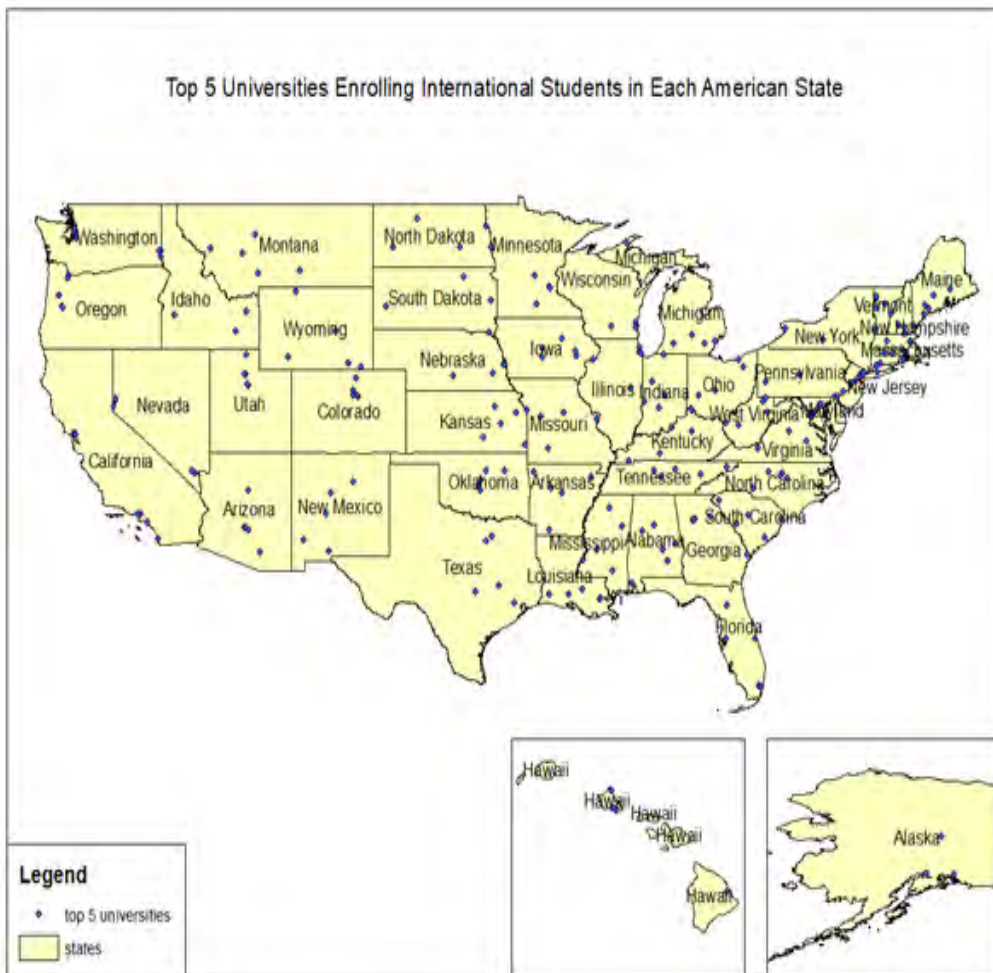 Top 5 Universities Enrolling International Students in Each American State
Washington
Montana
North Dakota
Minnesota
Michigan
Maine
Oregon
Idaho
South Dakota
Wisconsin
Michigan
Vermont
New Hampshire
Wyoming
New York
Massachusetts
Iowa
Nebraska
Pennsylvania
New Jersey
Nevada
Utah
Colorado
Illinois
Indiana
Ohio
West Virginia
Maryland
Kansas
Missouri
Kentucky
Virginia
California
Oklahoma
Arkansas
Tennessee
North Carolina
Arizona
New Mexico
South Carolina
Mississippi
Alabama
Georgia
Texas
Louisiana
Florida
Hawaii
Hawaii
Hawaii
Hawaii
Hawaii
Alaska
Legend
top 5 universities
states